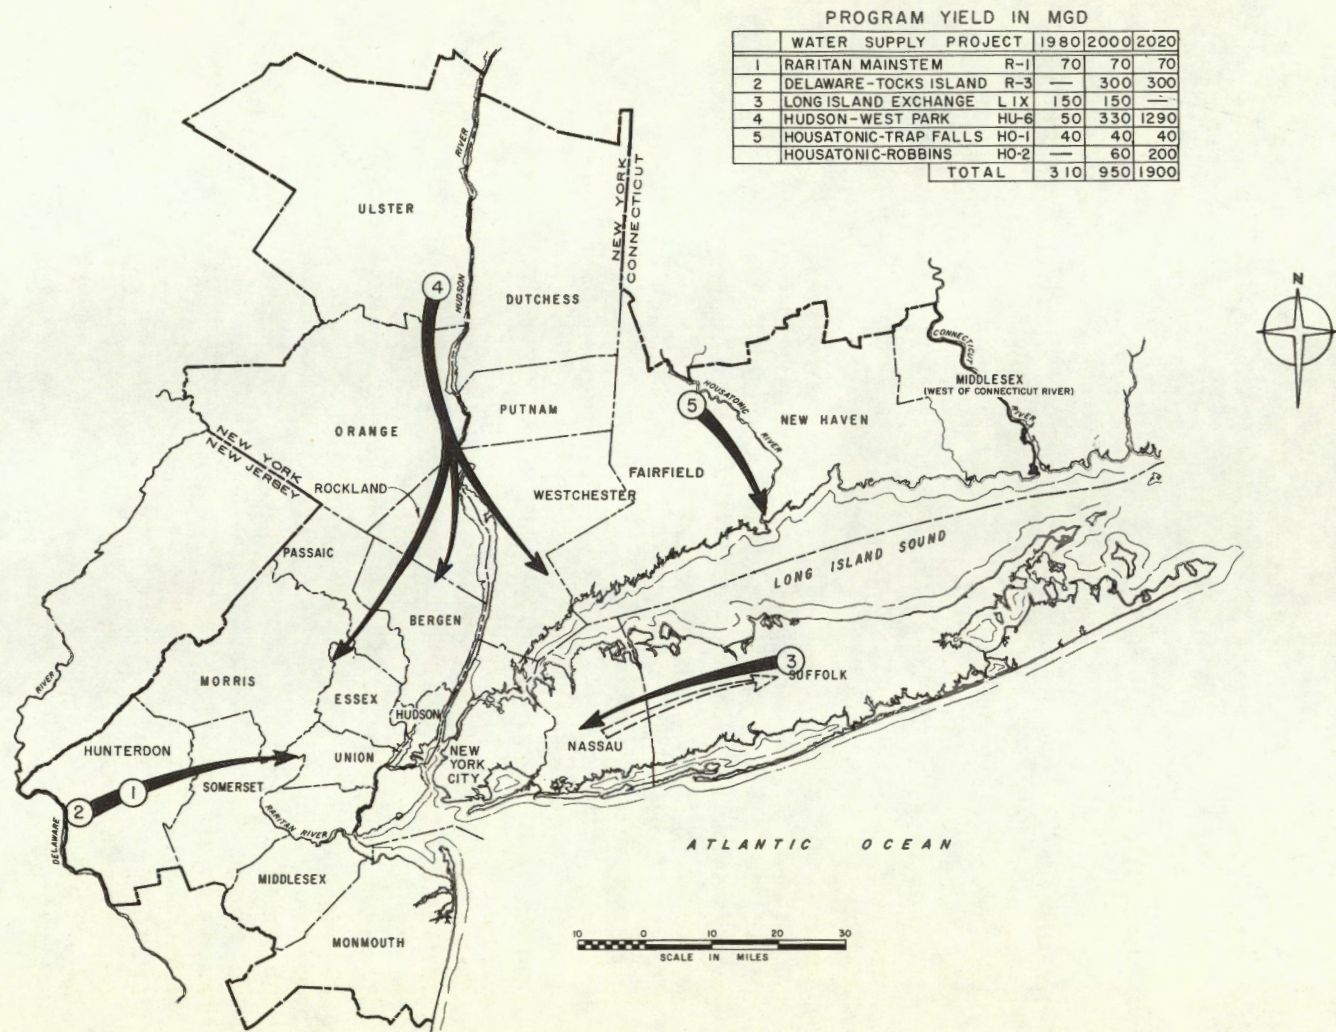 PROGRAM YIELD IN MGD
WATER SUPPLY PROJECT 1980 2000 2020
1 RARITAN MAINSTEM R-1 70 70 70
2 DELAWARE-TOCKS ISLAND R-3 — 300 300
3 LONG ISLAND EXCHANGE LIX 150 150 —
4 HUDSON-WEST PARK HU-6 50 330 1290
5 HOUSATONIC-TRAP FALLS HO-1 40 40 40
HOUSATONIC-ROBBINS HO-2 — 60 200
TOTAL 310 950 1900
RIVER
ULSTER
NEW YORK
CONNECTICUT
4
HUDSON
DUTCHESS
N
CONNECTICUT
RIVER
MIDDLESEX
(WEST OF CONNECTICUT RIVER)
HOUSATONIC
RIVER
5
PUTNAM
NEW HAVEN
ORANGE
NEW YORK
NEW JERSEY
FAIRFIELD
ROCKLAND
WESTCHESTER
PASSAIC
LONG ISLAND SOUND
BERGEN
3
SUFFOLK
MORRIS
RIVER
ESSEX
HUDSON
HUNTERDON
UNION
NEW
YORK
CITY
NASSAU
SOMERSET
1
2
RARITAN RIVER
DELAWARE
ATLANTIC OCEAN
MIDDLESEX
MONMOUTH
10 0 10 20 30
SCALE IN MILES